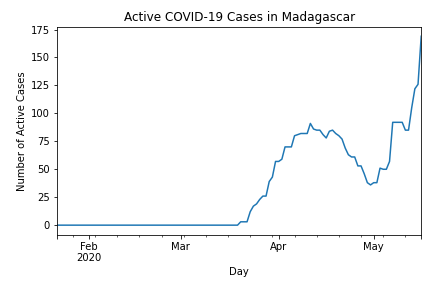 Active COVID-19 Cases in Madagascar
175
150
125
100
75
50
25
0
Number of Active Cases
Feb
2020
Mar
Apr
May
Day